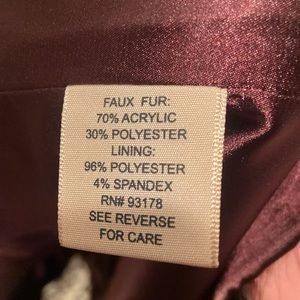 FAUX FUR:
70% ACRYLIC
30% POLYESTER
LINING:
96% POLYESTER
4% SPANDEX
RN# 93178
SEE REVERSE
FOR CARE